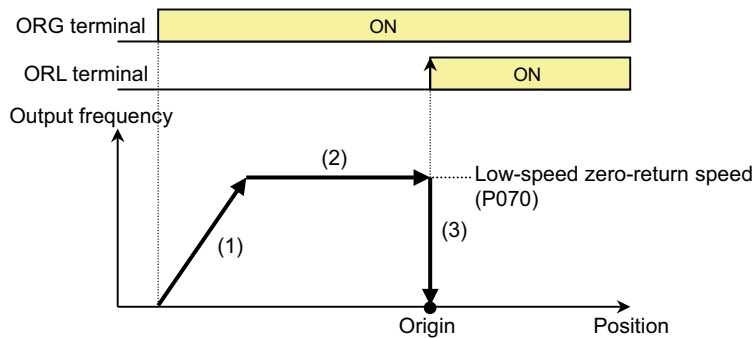 ORG terminal
ON
ORL terminal
ON
Output frequency
(2)
Low-speed zero-return speed
(P070)
(1)
(3)
Origin
Position